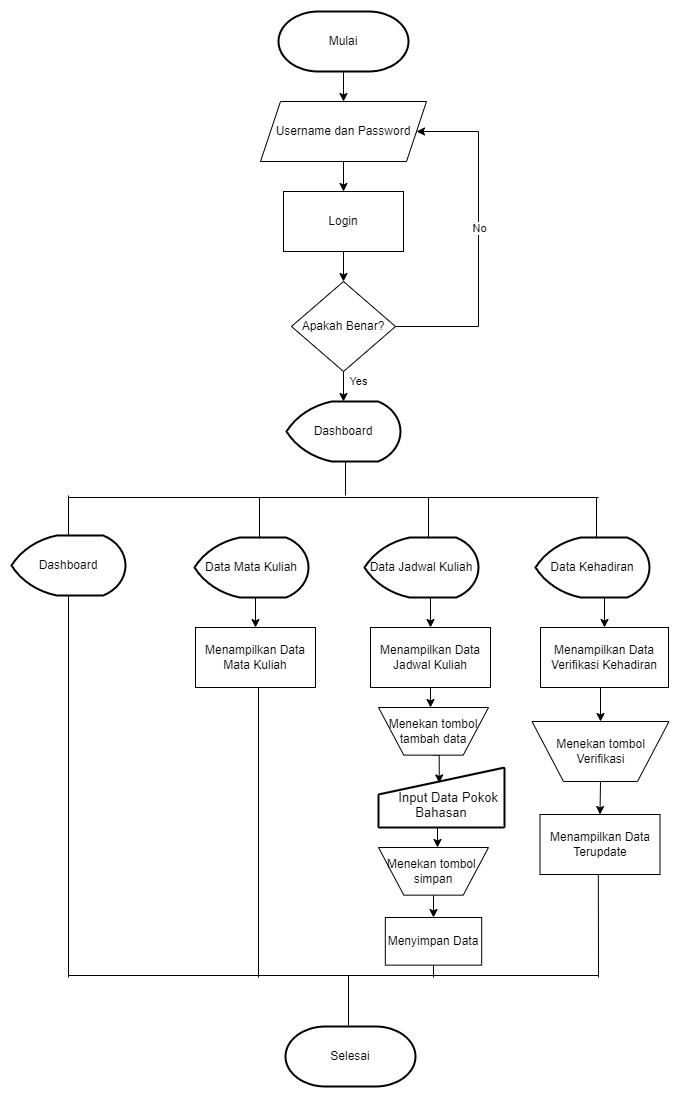 Mulai
Username dan Password
Login
No
Apakah Benar?
Yes
Dashboard
Dashboard
Data Mata Kuliah
Data Jadwal Kuliah
Data Kehadiran
Menampilkan Data
Mata Kuliah
Menampilkan Data
Jadwal Kuliah
Menampilkan Data
Verifikasi Kehadiran
Menekan tombol
tambah data
Menekan tombol
Verifikasi
Input Data Pokok
Bahasan
Menampilkan Data
Terupdate
Menekan tombol
simpan
Menyimpan Data
Selesai